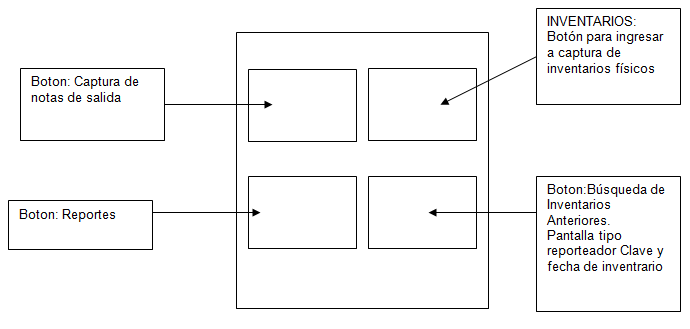 INVENTARIOS:
Botón para ingresar
a captura de
inventarios físicos
Boton: Captura de
notas de salida
Boton: Reportes
Boton:Búsqueda de
Inventarios
Anteriores.
Pantalla tipo
reporteador Clave y
fecha de inventrario